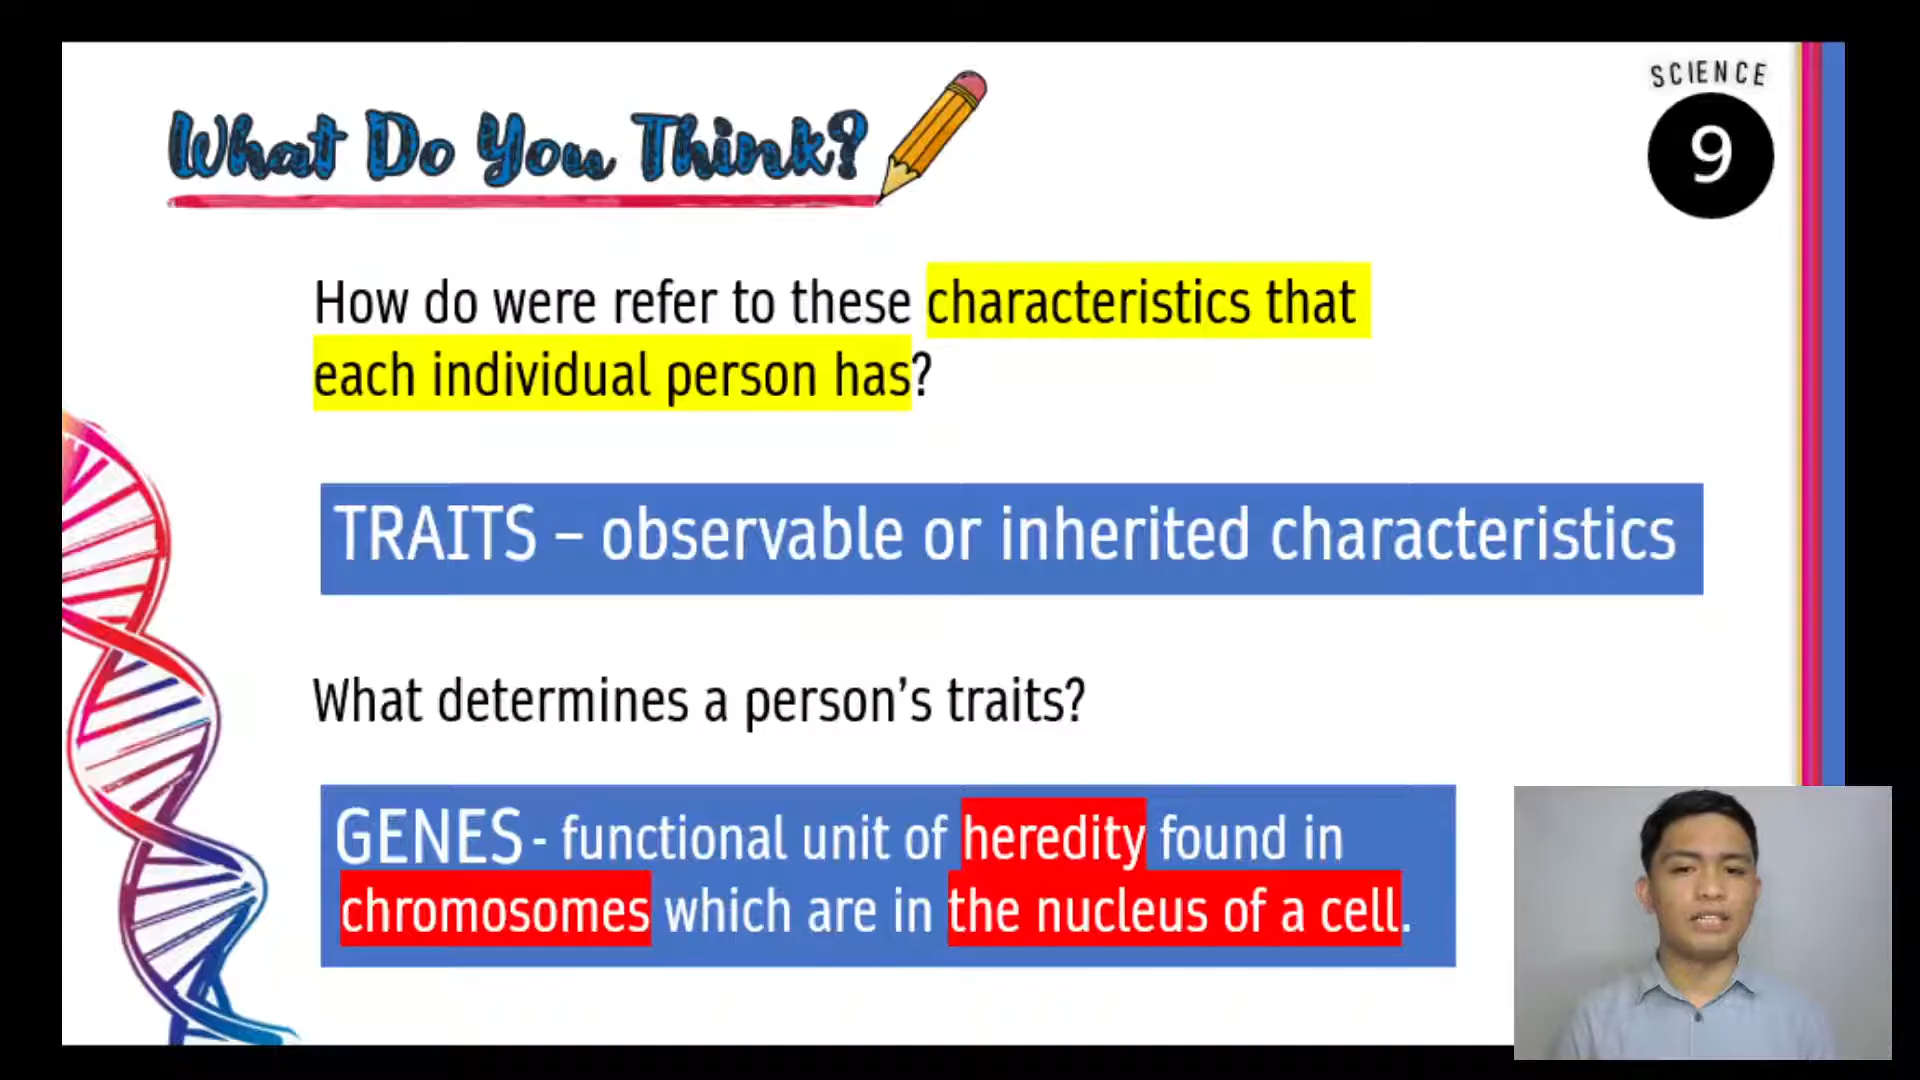 What Do You Think?
SCIENCE
9
How do were refer to these characteristics that
each individual person has?
TRAITS – observable or inherited characteristics
What determines a person’s traits?
GENES - functional unit of heredity found in
chromosomes which are in the nucleus of a cell.